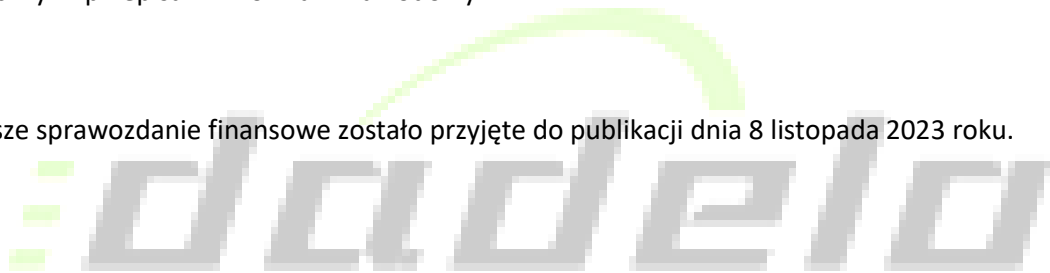 sze sprawozdanie finansowe zostało przyjęte do publikacji dnia 8 listopada 2023 roku.
dadelo